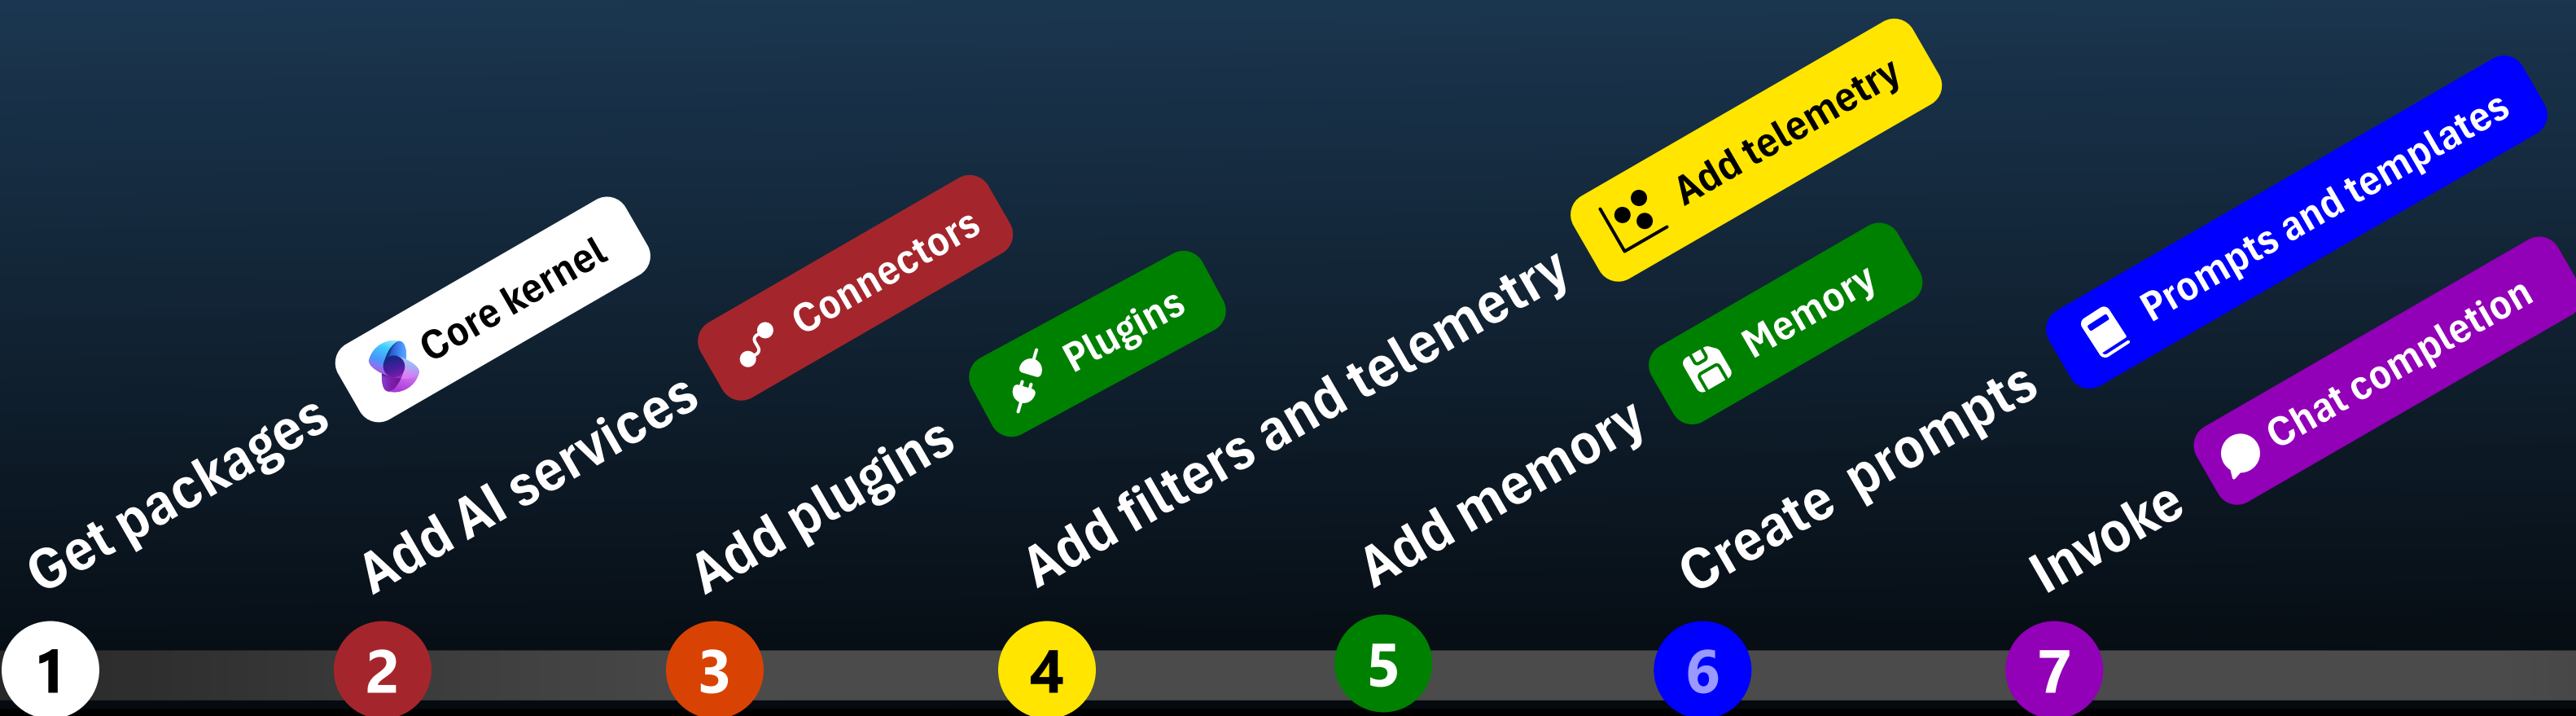 Get packages
Core kernel
Add AI services
Connectors
Add plugins
Plugins
Add filters and telemetry
Add telemetry
Add memory
Memory
Create prompts
Prompts and templates
Invoke
Chat completion
1
2
3
4
5
6
7